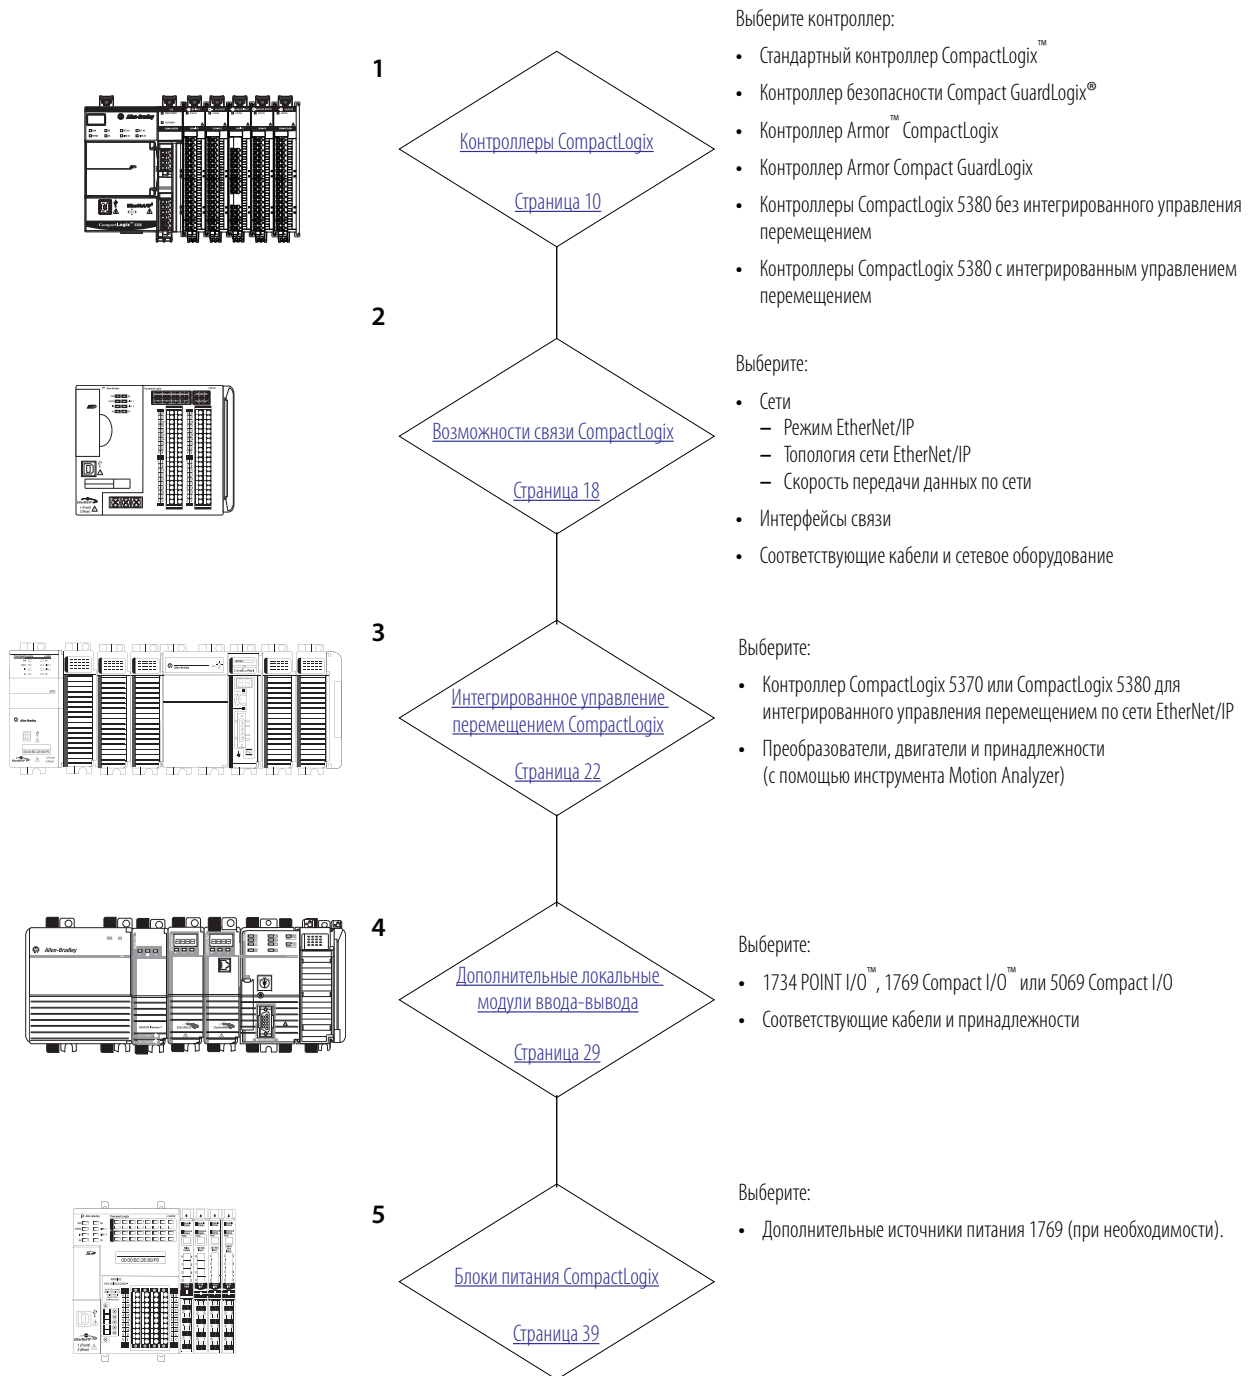 1
Контроллеры CompactLogix
Страница 10
Выберите контроллер:
• Стандартный контроллер CompactLogix™
• Контроллер безопасности Compact GuardLogix®
• Контроллер Armor™ CompactLogix
• Контроллер Armor Compact GuardLogix
• Контроллеры CompactLogix 5380 без интегрированного управления
перемещением
• Контроллеры CompactLogix 5380 с интегрированным управлением
перемещением
Allen-Bradley
2
Возможности связи CompactLogix
Страница 18
Выберите:
• Сети
– Режим EtherNet/IP
– Топология сети EtherNet/IP
– Скорость передачи данных по сети
• Интерфейсы связи
• Соответствующие кабели и сетевое оборудование
3
Интегрированное управление
перемещением CompactLogix
Страница 22
Выберите:
• Контроллер CompactLogix 5370 или CompactLogix 5380 для
интегрированного управления перемещением по сети EtherNet/IP
• Преобразователи, двигатели и принадлежности
(с помощью инструмента Motion Analyzer)
4
Дополнительные локальные
модули ввода-вывода
Страница 29
Выберите:
• 1734 POINT I/O™, 1769 Compact I/O™ или 5069 Compact I/O
• Соответствующие кабели и принадлежности
Allen-Bradley
5
Блоки питания CompactLogix
Страница 39
Выберите:
• Дополнительные источники питания 1769 (при необходимости).